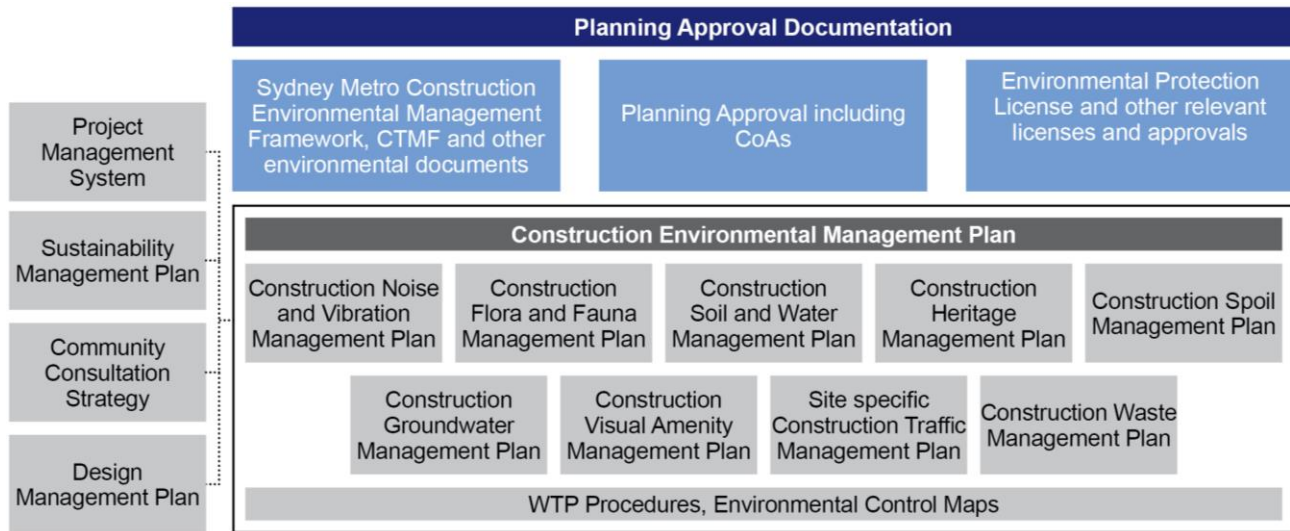 Planning Approval Documentation
Sydney Metro Construction
Environmental Management
Framework, CTMF and other
environmental documents
Planning Approval including
CoAs
Environmental Protection
License and other relevant
licenses and approvals
Project
Management
System
Sustainability
Management Plan
Community
Consultation
Strategy
Design
Management Plan
Construction Environmental Management Plan
Construction Noise
and Vibration
Management Plan
Construction
Flora and Fauna
Management Plan
Construction
Soil and Water
Management Plan
Construction
Heritage
Management Plan
Construction Spoil
Management Plan
Construction
Groundwater
Management Plan
Construction
Visual Amenity
Management Plan
Site specific
Construction Traffic
Management Plan
Construction Waste
Management Plan
WTP Procedures, Environmental Control Maps